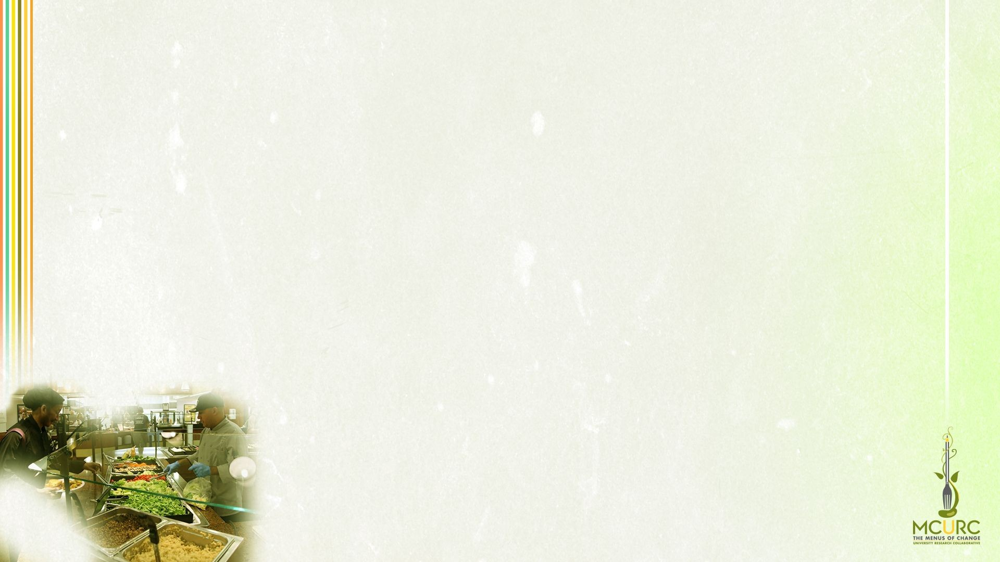 MCURC
THE MENUS OF CHANGE
UNIVERSITY RESEARCH COLLABORATIVE